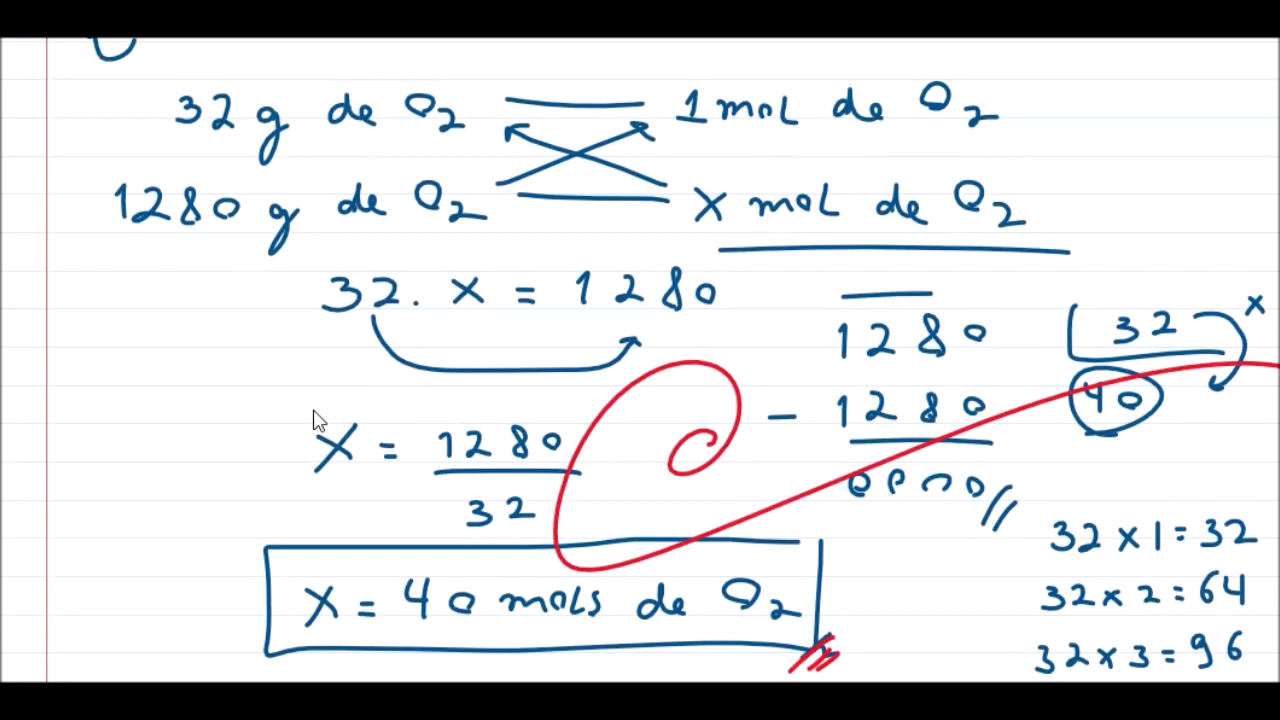 32 g de O2 1 mol de O2
1280 g de O2 X mol de O2
32. X = 1280
1280 32 x
- 1280 40
0000
X = 1280
32
X = 40 mols de O2
32 x 1 = 32
32 x 2 = 64
32 x 3 = 96